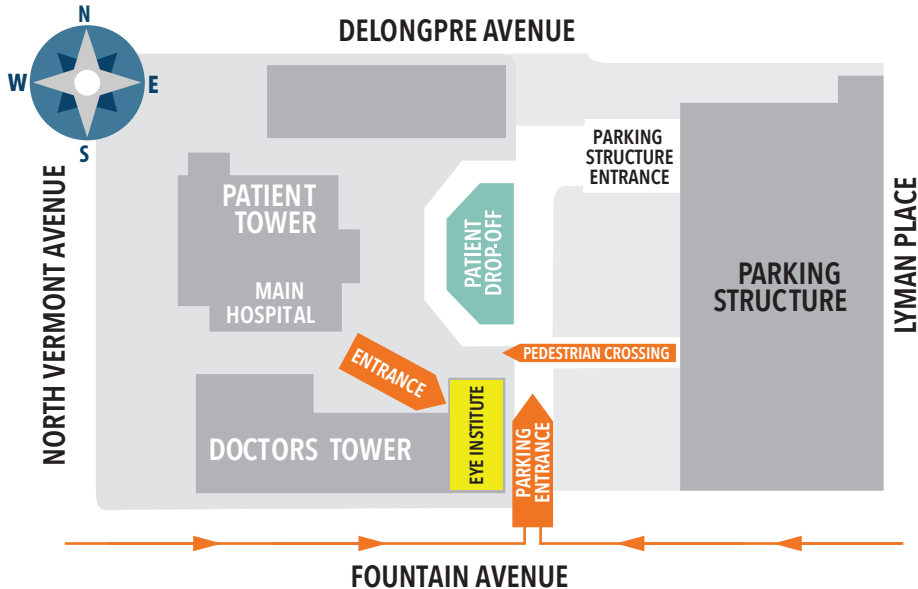 N
W
E
S
DELONGPRE AVENUE
NORTH VERMONT AVENUE
PATIENT
TOWER
MAIN
HOSPITAL
PATIENT
DROP-OFF
PARKING
STRUCTURE
ENTRANCE
PARKING
STRUCTURE
LYMAN PLACE
PEDESTRIAN CROSSING
ENTRANCE
DOCTORS TOWER
EYE INSTITUTE
PARKING
ENTRANCE
FOUNTAIN AVENUE